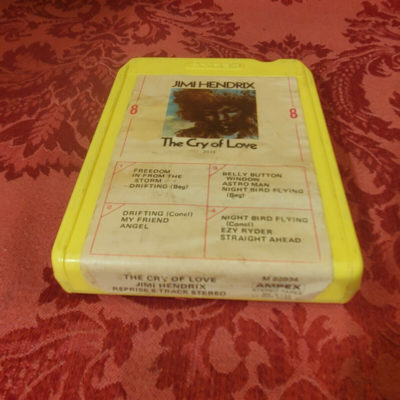 JIMI HENDRIX
8
8
The Cry of Love
FREEDOM
IN FROM THE
STORM
DRIFTING (Beg)
BELLY BUTTON
WINDOW
ASTRO MAN
NIGHT BIRD FLYING
(Beg)
DRIFTING (Concl)
MY FRIEND
ANGEL
NIGHT BIRD FLYING
(Concl)
EZY RYDER
STRAIGHT AHEAD
THE CRY OF LOVE
JIMI HENDRIX
REPRISE 8 TRACK STEREO
AMPEX
STEREO TAPES